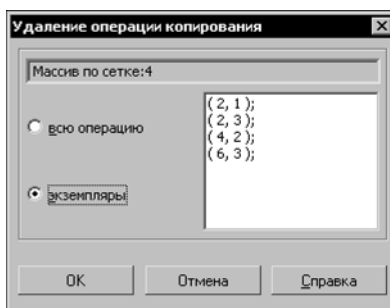 Удаление операции копирования
Массив по сетке:4
всю операцию
экземпляры
( 2, 1 );
( 2, 3 );
( 4, 2 );
( 6, 3 );
ОК
Отмена
Справка